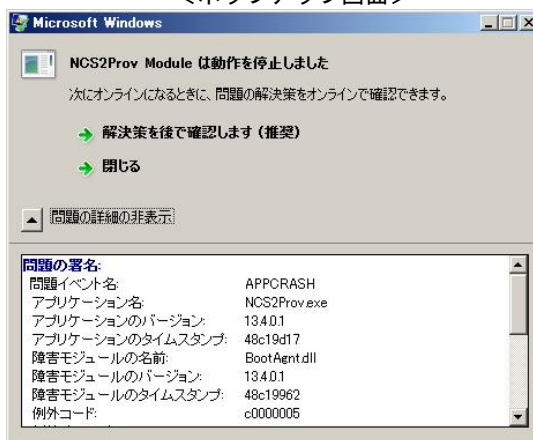 ＜ポップアップ画面＞
Microsoft Windows
NCS2Prov Module は動作を停止しました
次にオンラインになるときに、問題の解決策をオンラインで確認できます。
解決策を後で確認します (推奨)
閉じる
問題の詳細の非表示
問題の署名:
問題イベント名: APPCRASH
アプリケーション名: NCS2Prov.exe
アプリケーションのバージョン: 13.4.0.1
アプリケーションのタイムスタンプ: 48c19d17
障害モジュールの名前: BootAgnt.dll
障害モジュールのバージョン: 13.4.0.1
障害モジュールのタイムスタンプ: 48c19962
例外コード: c0000005